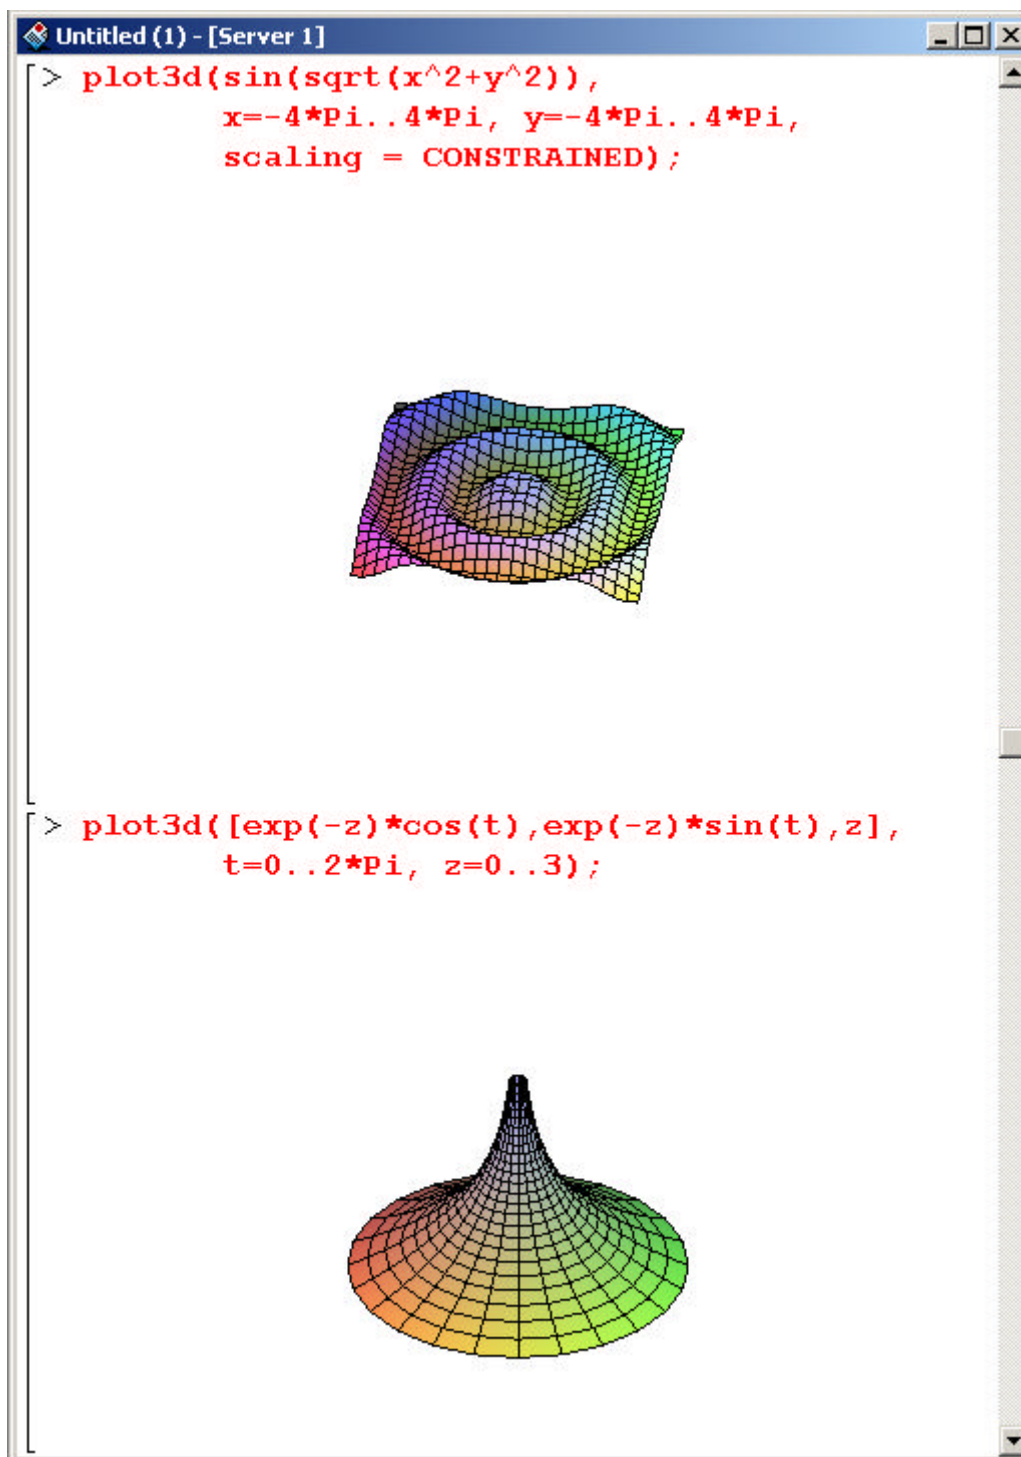 Untitled (1) - [Server 1]
> plot3d(sin(sqrt(x^2+y^2)),
x=-4*Pi..4*Pi, y=-4*Pi..4*Pi,
scaling = CONSTRAINED);
> plot3d([exp(-z)*cos(t),exp(-z)*sin(t),z],
t=0..2*Pi, z=0..3);